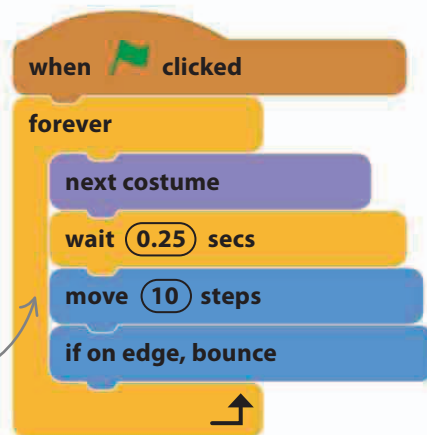 when clicked
forever
next costume
wait 0.25 secs
move 10 steps
if on edge, bounce